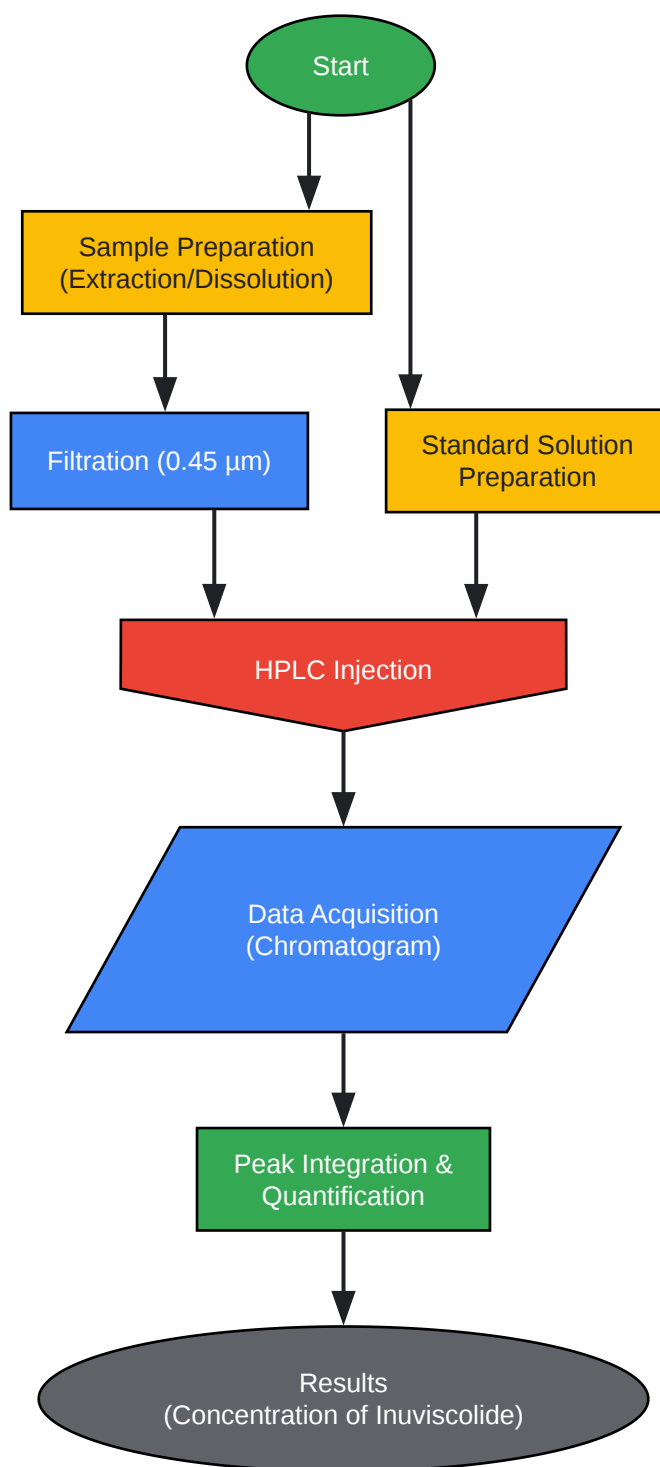 Start
Sample Preparation
(Extraction/Dissolution)
Filtration (0.45 µm)
Standard Solution
Preparation
HPLC Injection
Data Acquisition
(Chromatogram)
Peak Integration &
Quantification
Results
(Concentration of Inuviscolide)